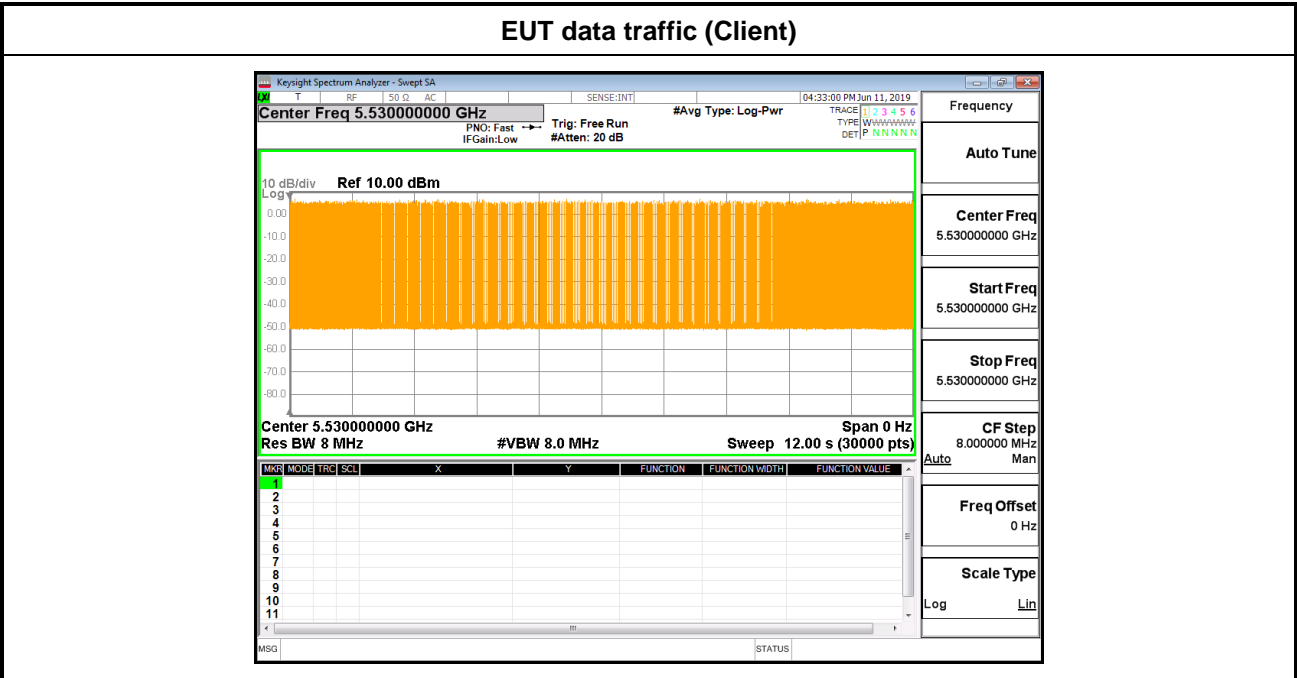 EUT data traffic (Client)
Keysight Spectrum Analyzer - Swept SA
LXI T RF 50 Ω AC SENSE:INT 04:33:00 PM Jun 11, 2019
Center Freq 5.530000000 GHz #Avg Type: Log-Pwr TRACE 1 2 3 4 5 6
PNO: Fast Trig: Free Run TYPE WWWWWW
IFGain:Low #Atten: 20 dB DET P N N N N N
10 dB/div Ref 10.00 dBm
Log
0.00
-10.0
-20.0
-30.0
-40.0
-50.0
-60.0
-70.0
-80.0
Center 5.530000000 GHz Span 0 Hz
Res BW 8 MHz #VBW 8.0 MHz Sweep 12.00 s (30000 pts)
MKR MODE TRC SCL X Y FUNCTION FUNCTION WIDTH FUNCTION VALUE
1
2
3
4
5
6
7
8
9
10
11
MSG STATUS
Frequency
Auto Tune
Center Freq
5.530000000 GHz
Start Freq
5.530000000 GHz
Stop Freq
5.530000000 GHz
CF Step
8.000000 MHz
Auto Man
Freq Offset
0 Hz
Scale Type
Log Lin